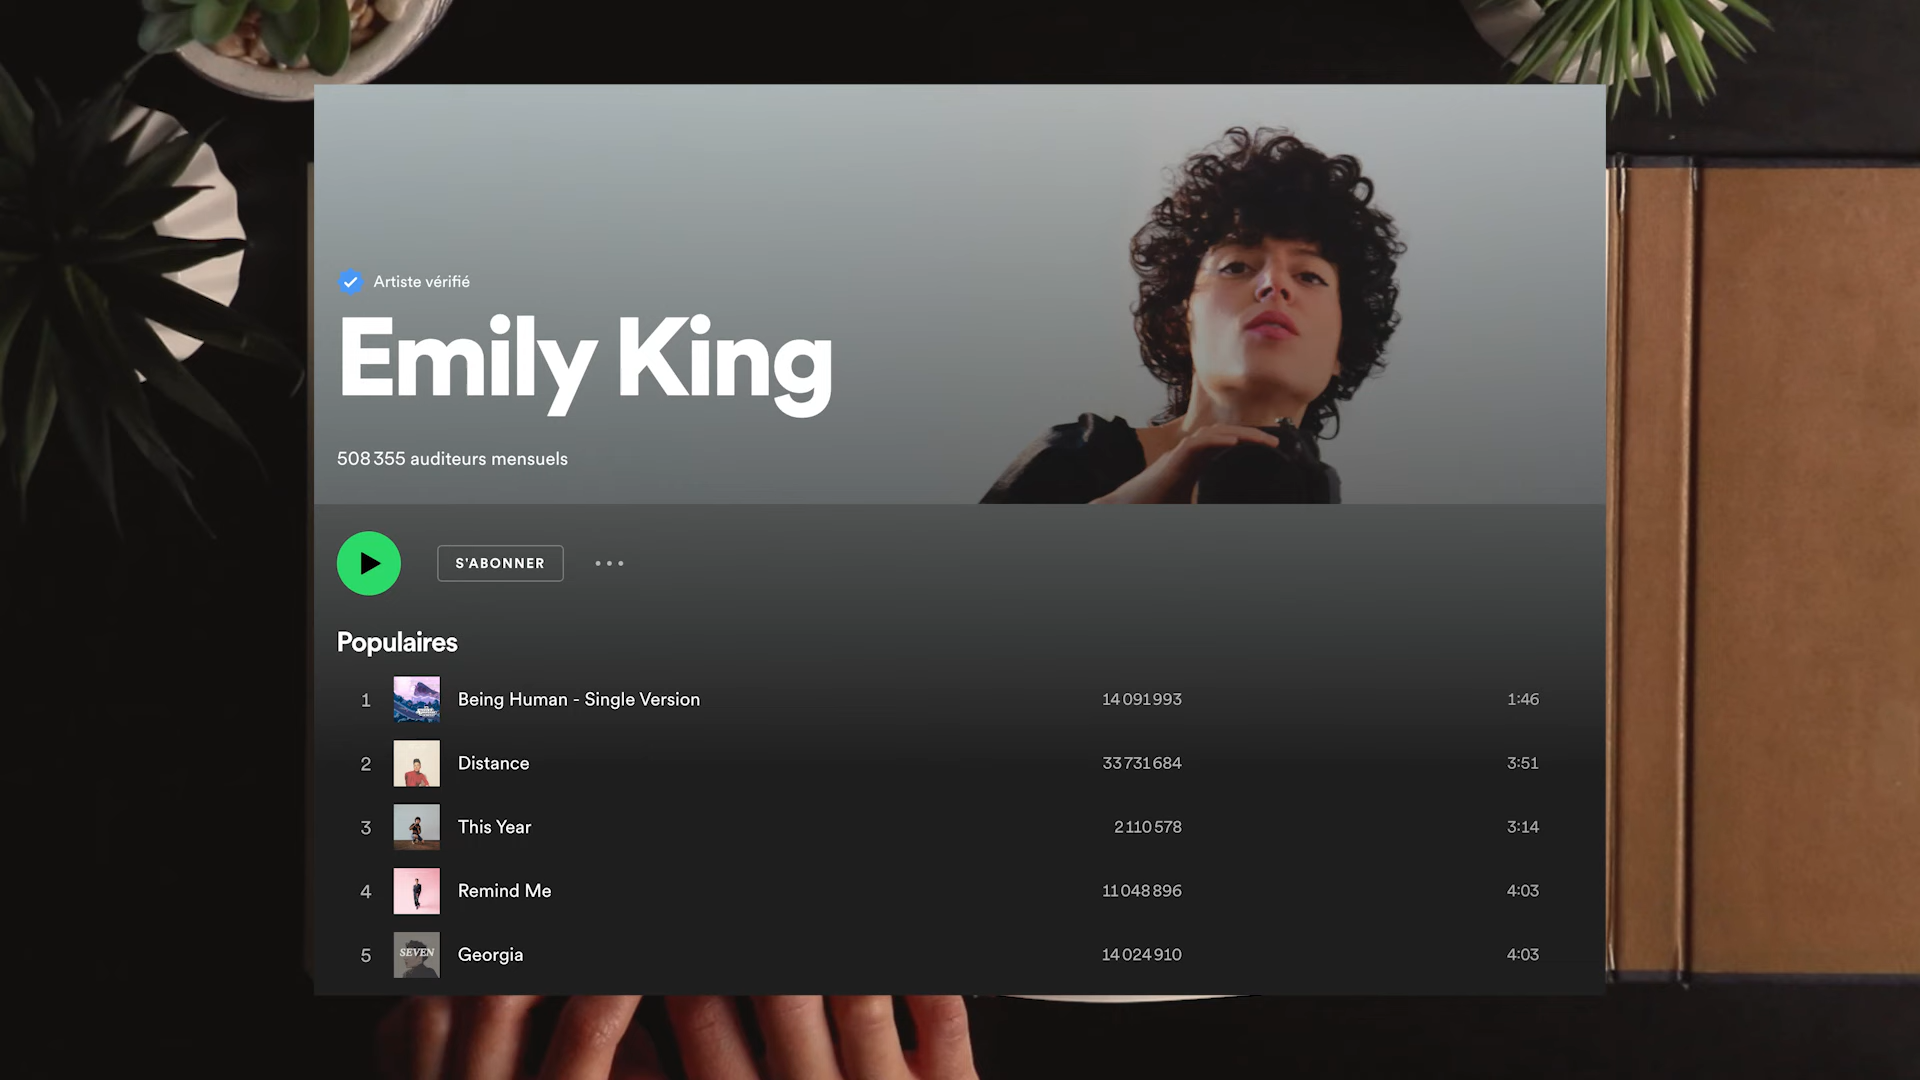 Artiste vérifié
Emily King
508 355 auditeurs mensuels
S'ABONNER
Populaires
1 Being Human - Single Version 14 091 993 1:46
2 Distance 33 731 684 3:51
3 This Year 2 110 578 3:14
4 Remind Me 11 048 896 4:03
SEVEN
5 Georgia 14 024 910 4:03